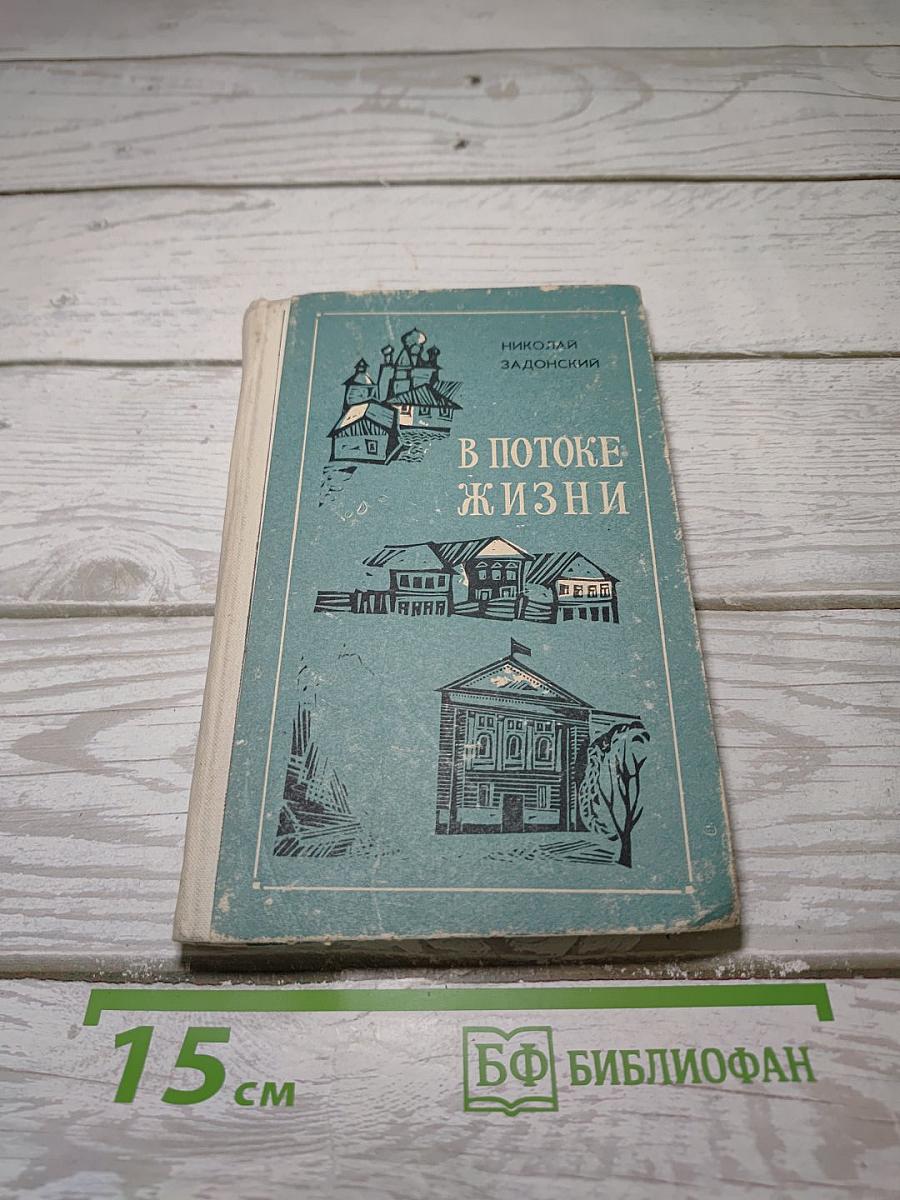 НИКОЛАЙ
ЗАДОНСКИЙ
В ПОТОКЕ
ЖИЗНИ
15 см
БФ БИБЛИОФАН